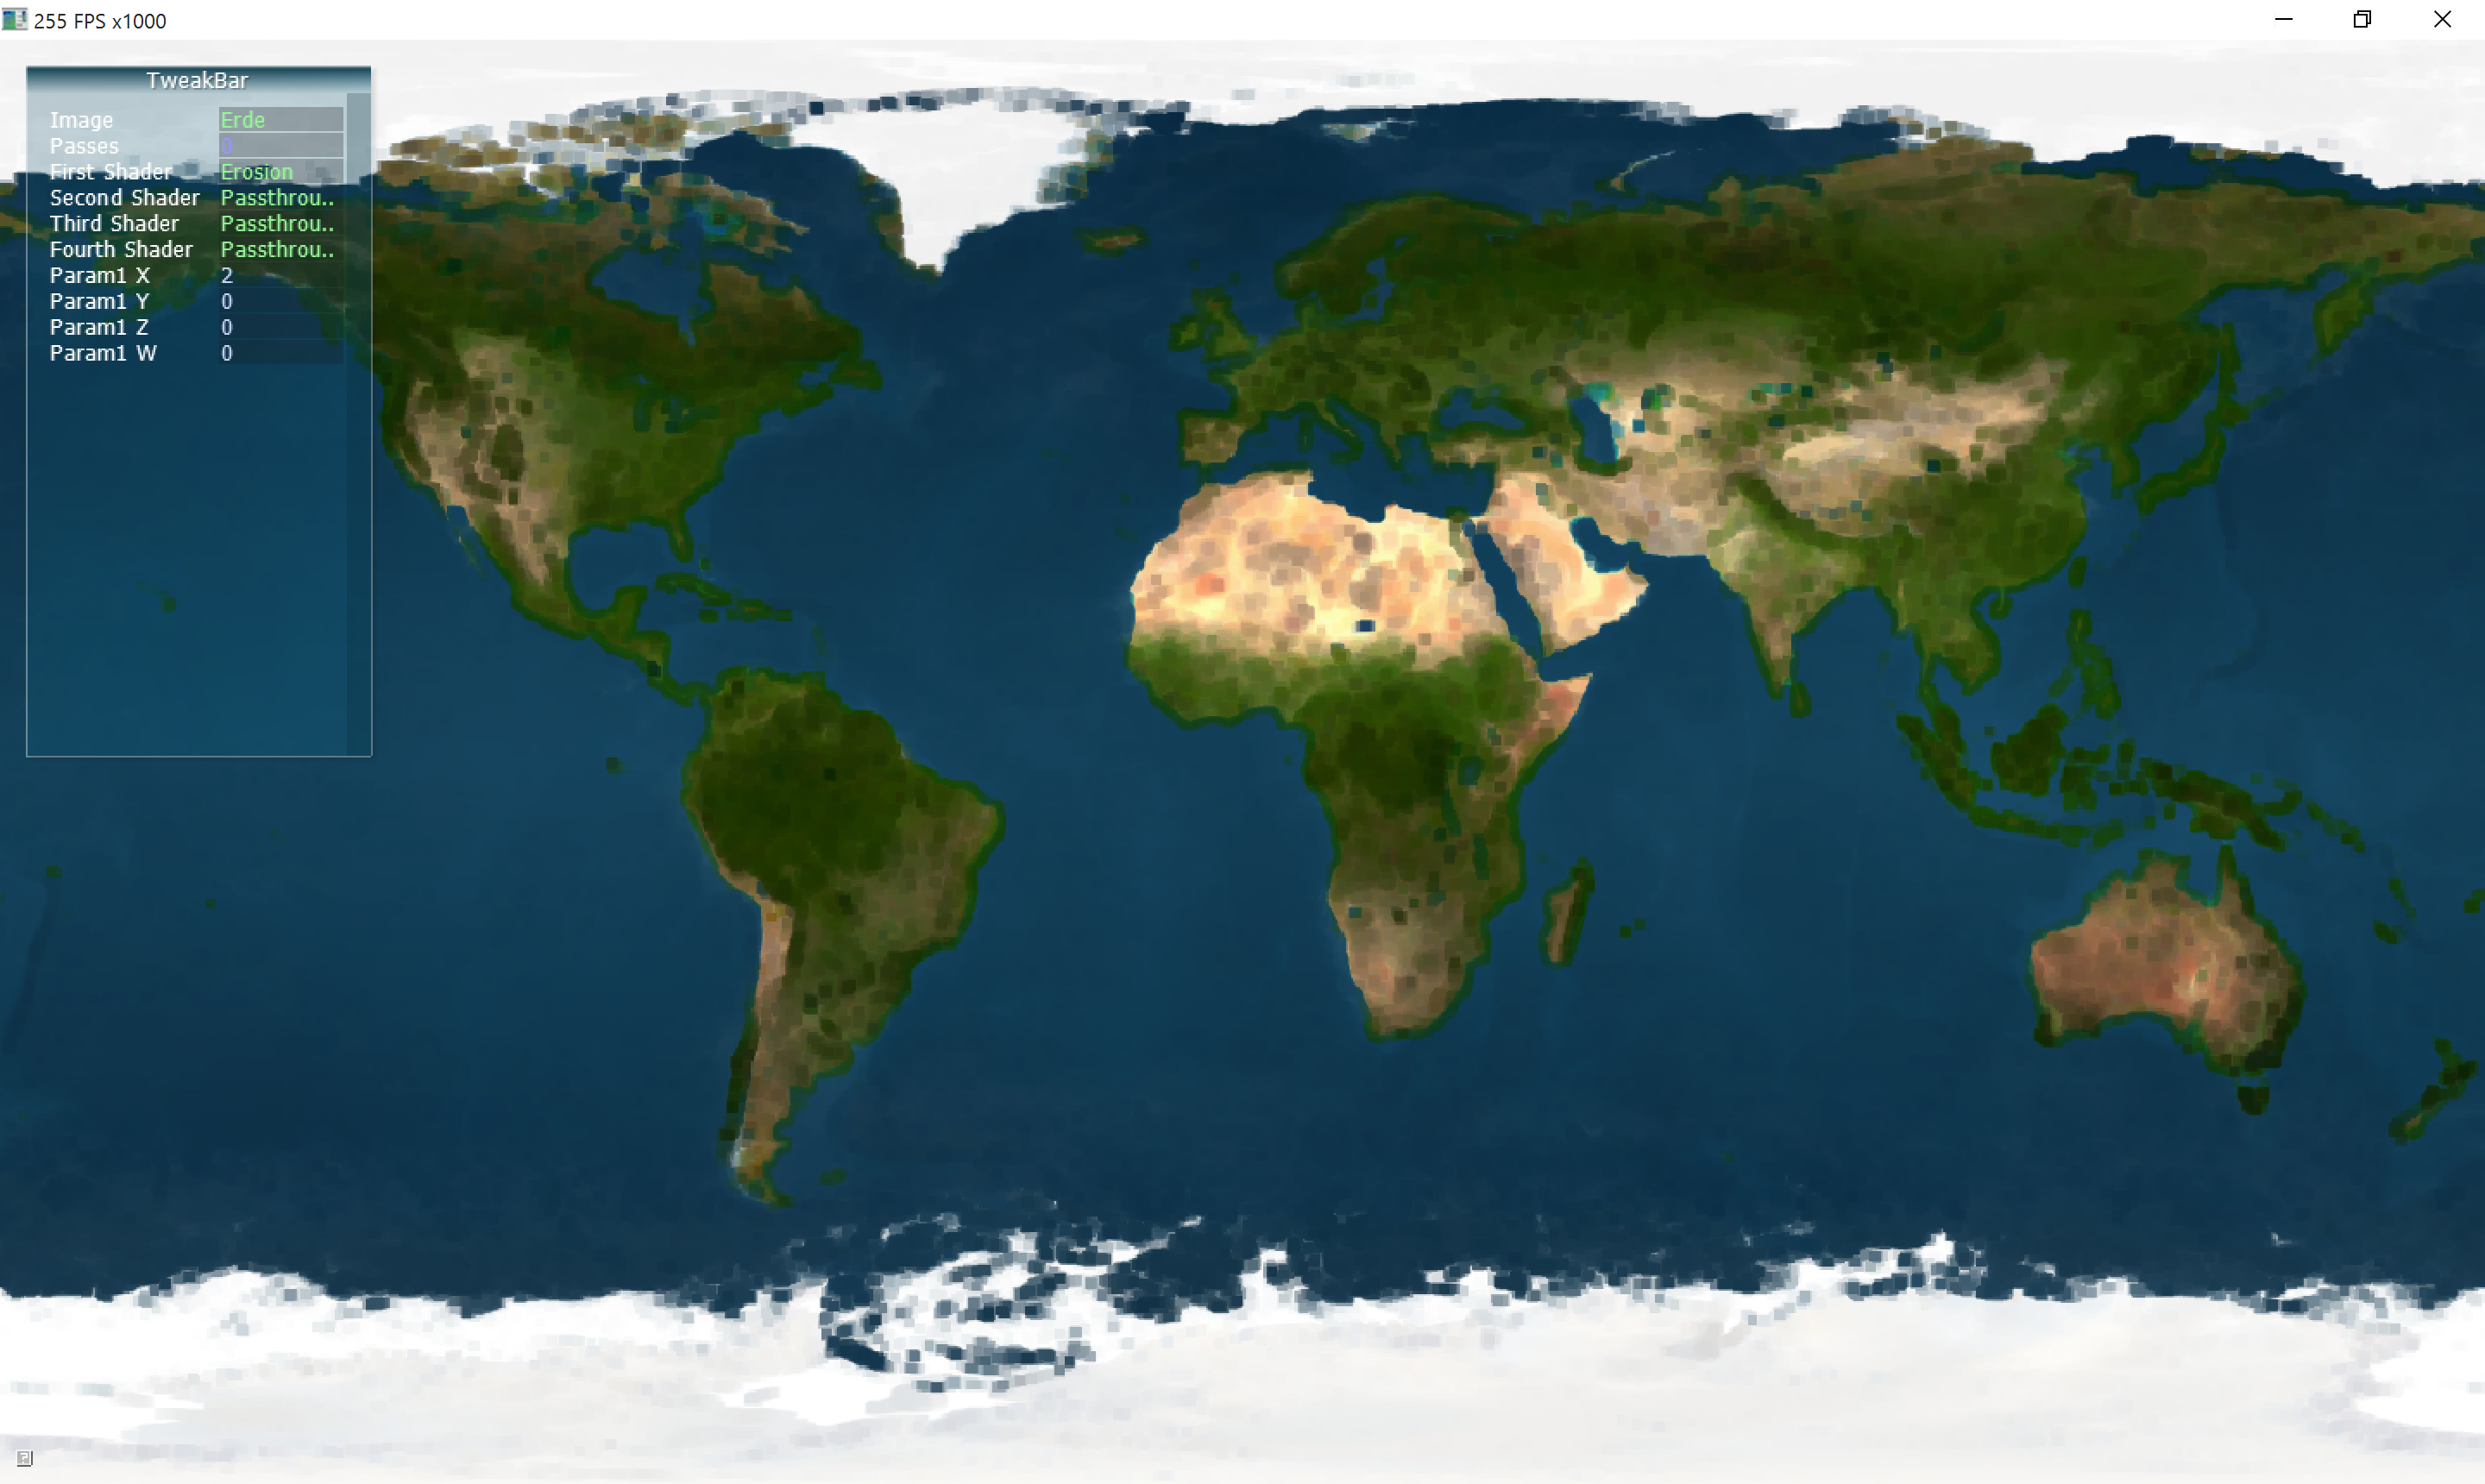 255 FPS x1000
TweakBar
Image Erde
Passes 0
First Shader Erosion
Second Shader Passthrou..
Third Shader Passthrou..
Fourth Shader Passthrou..
Param1 X 2
Param1 Y 0
Param1 Z 0
Param1 W 0
?